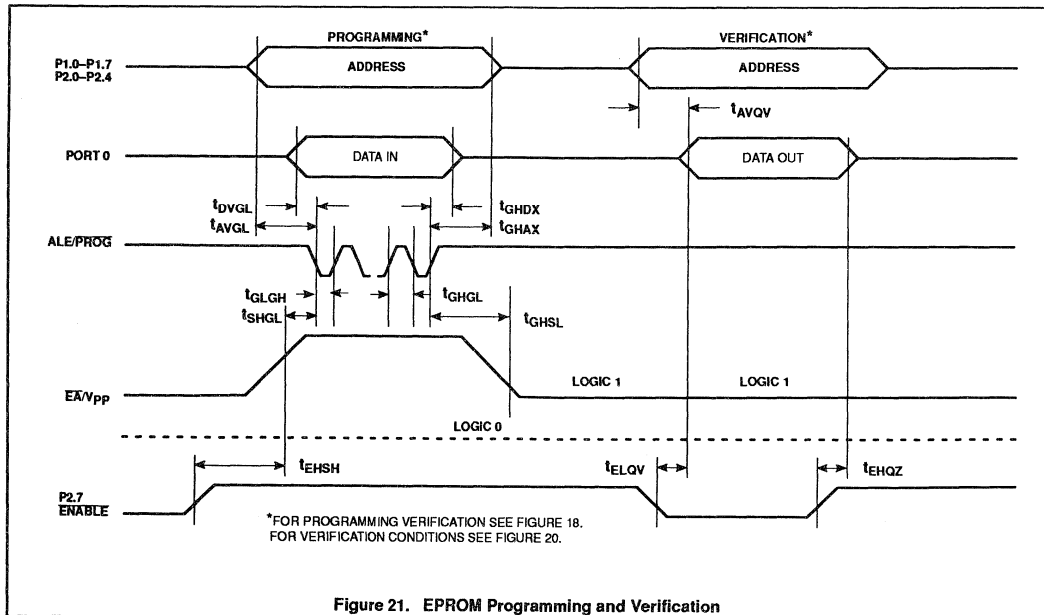 PROGRAMMING*
VERIFICATION*
P1.0–P1.7
P2.0–P2.4
ADDRESS
ADDRESS
tAVQV
PORT 0
DATA IN
DATA OUT
tDVGL
tGHDX
tAVGL
tGHAX
ALE/PROG
tGLGH
tGHGL
tSHGL
tGHSL
EA/VPP
LOGIC 1
LOGIC 1
LOGIC 0
tEHSH
tELQV
tEHQZ
P2.7
ENABLE
*FOR PROGRAMMING VERIFICATION SEE FIGURE 18.
FOR VERIFICATION CONDITIONS SEE FIGURE 20.
Figure 21. EPROM Programming and Verification